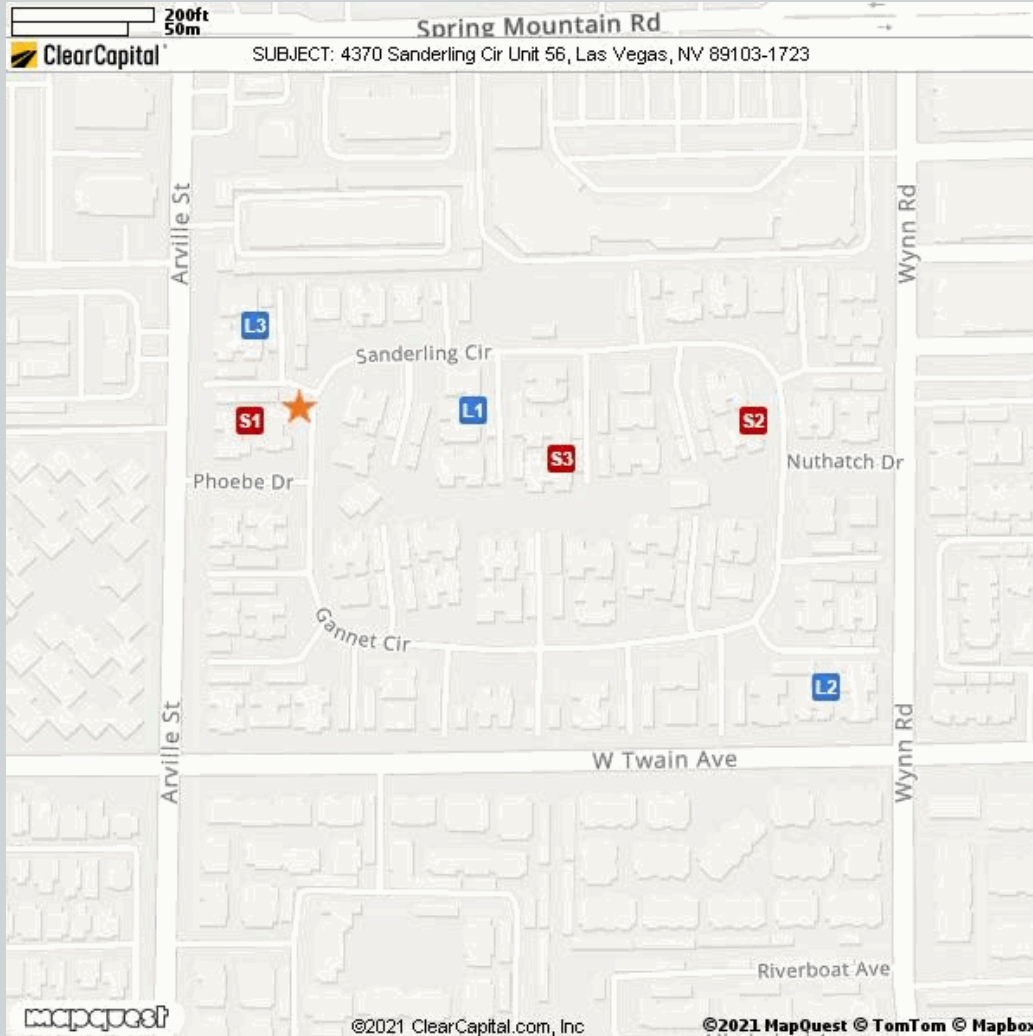 200ft
50m
Spring Mountain Rd
ClearCapital
SUBJECT: 4370 Sanderling Cir Unit 56, Las Vegas, NV 89103-1723
Arville St
Wynn Rd
L3
Sanderling Cir
S1
L1
S2
S3
Nuthatch Dr
Phoebe Dr
Gannet Cir
L2
Arville St
Wynn Rd
W Twain Ave
Riverboat Ave
mapquest
©2021 ClearCapital.com, Inc
©2021 MapQuest © TomTom © Mapbox